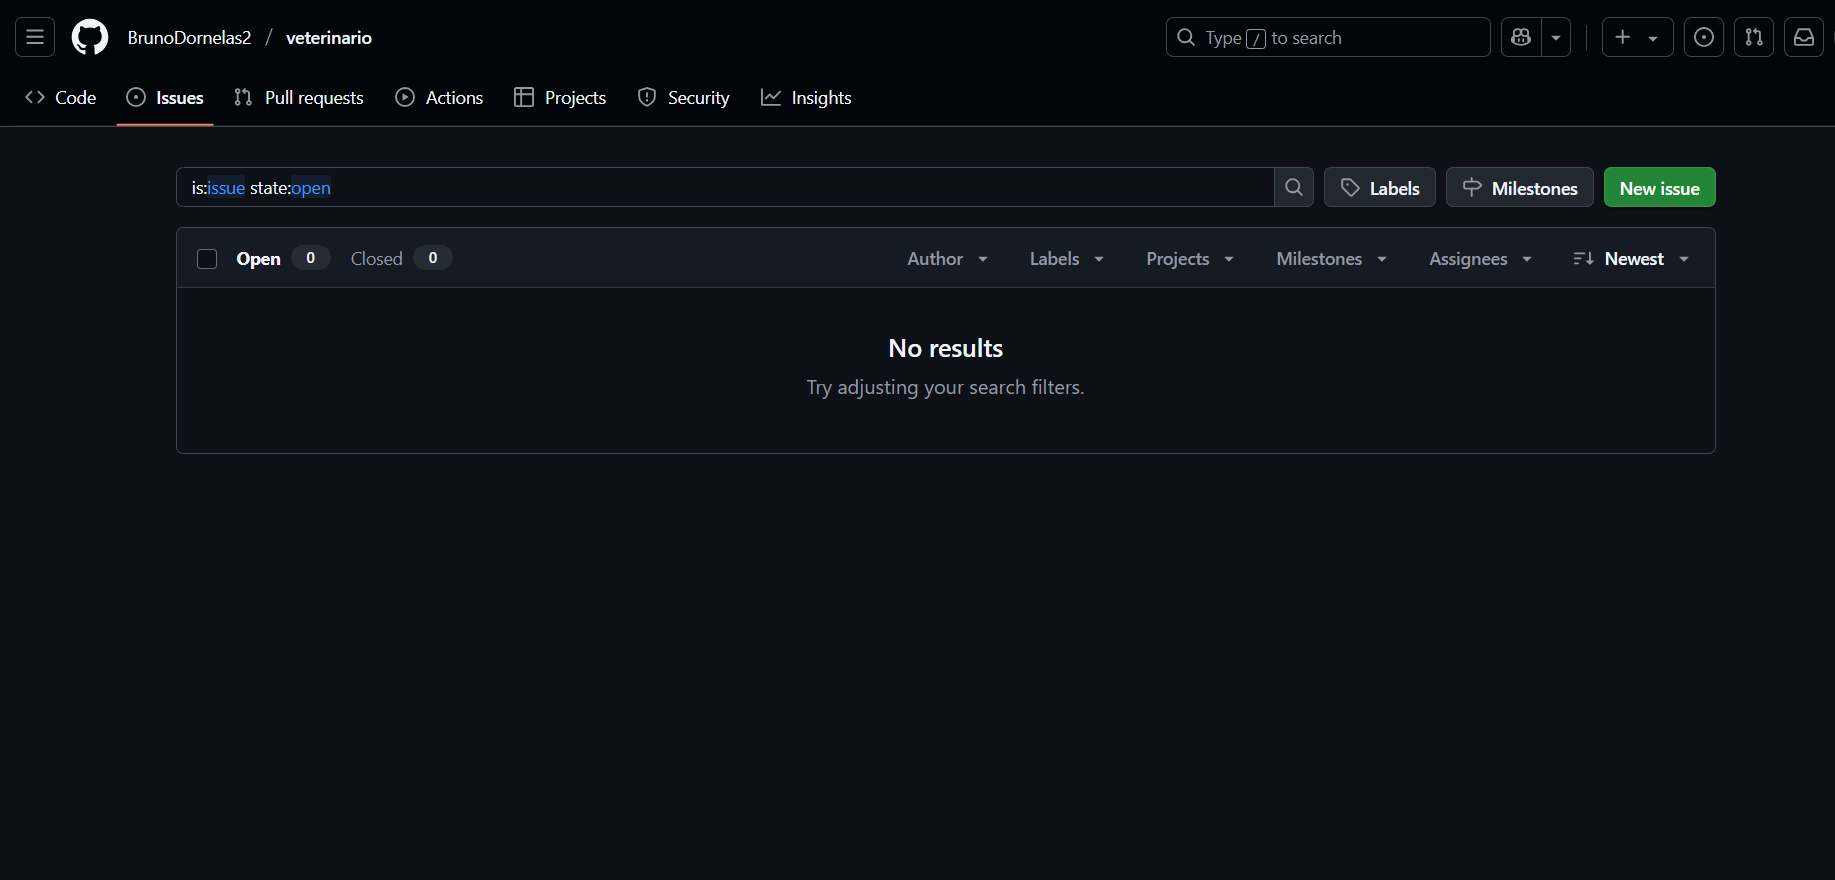 BrunoDornelas2 / veterinario
Type / to search
Code Issues Pull requests Actions Projects Security Insights
is:issue state:open
Labels Milestones New issue
Open 0 Closed 0 Author Labels Projects Milestones Assignees Newest
No results
Try adjusting your search filters.